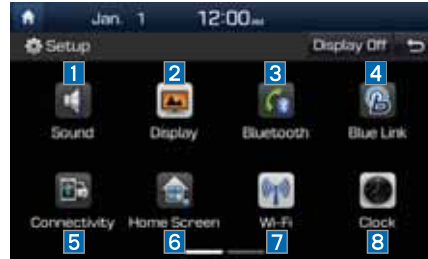 Jan. 1 12:00 AM
Setup Display Off
1 2 3 4
Sound Display Bluetooth Blue Link
Connectivity Home Screen Wi-Fi Clock
5 6 7 8